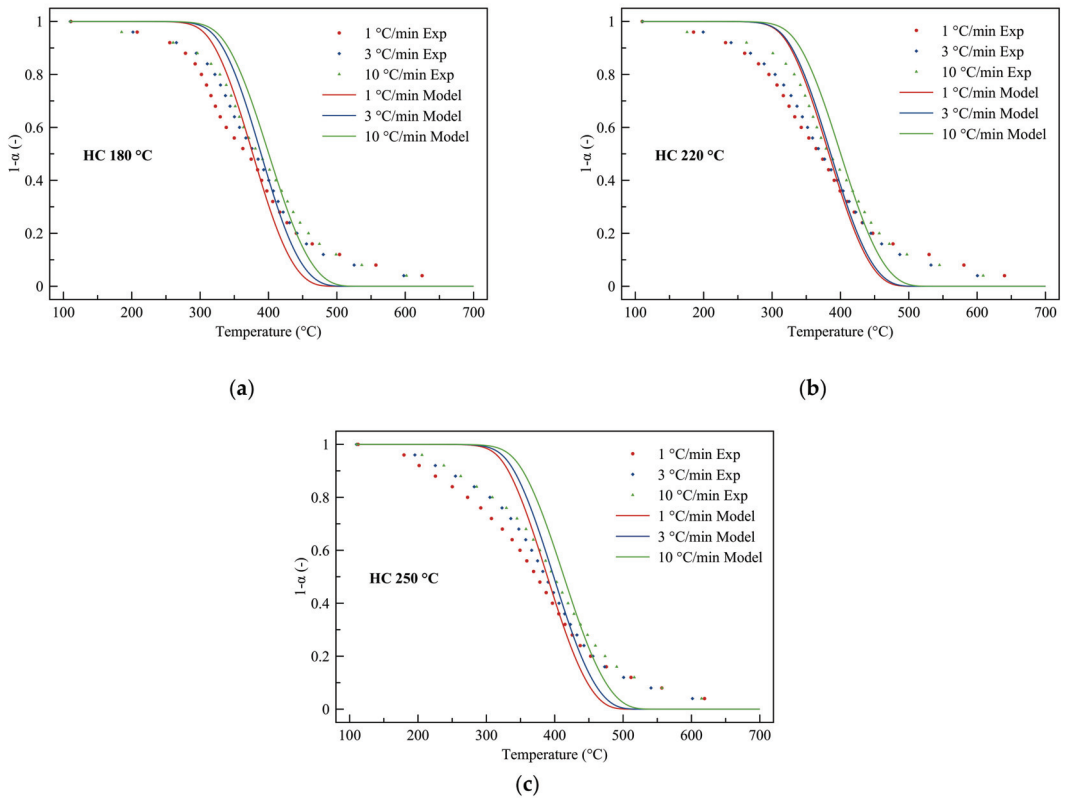 1
0.8
0.6
0.4
0.2
0
1-α (-)
HC 180 °C
1 °C/min Exp
3 °C/min Exp
10 °C/min Exp
1 °C/min Model
3 °C/min Model
10 °C/min Model
100 200 300 400 500 600 700
Temperature (°C)
(a)
1
0.8
0.6
0.4
0.2
0
1-α (-)
HC 220 °C
1 °C/min Exp
3 °C/min Exp
10 °C/min Exp
1 °C/min Model
3 °C/min Model
10 °C/min Model
100 200 300 400 500 600 700
Temperature (°C)
(b)
1
0.8
0.6
0.4
0.2
0
1-α (-)
HC 250 °C
1 °C/min Exp
3 °C/min Exp
10 °C/min Exp
1 °C/min Model
3 °C/min Model
10 °C/min Model
100 200 300 400 500 600 700
Temperature (°C)
(c)